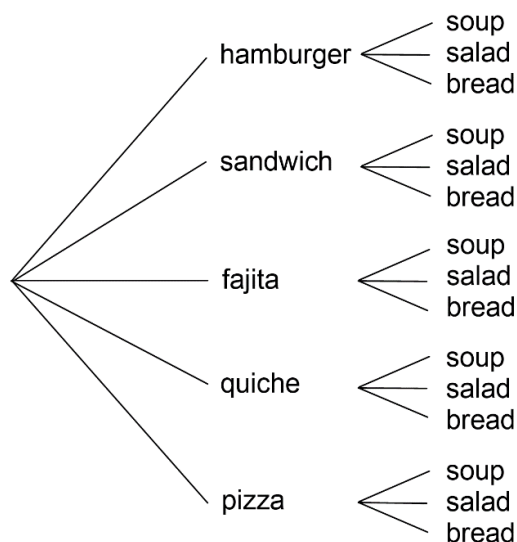 soup
hamburger salad
bread
soup
sandwich salad
bread
soup
fajita salad
bread
soup
quiche salad
bread
soup
pizza salad
bread